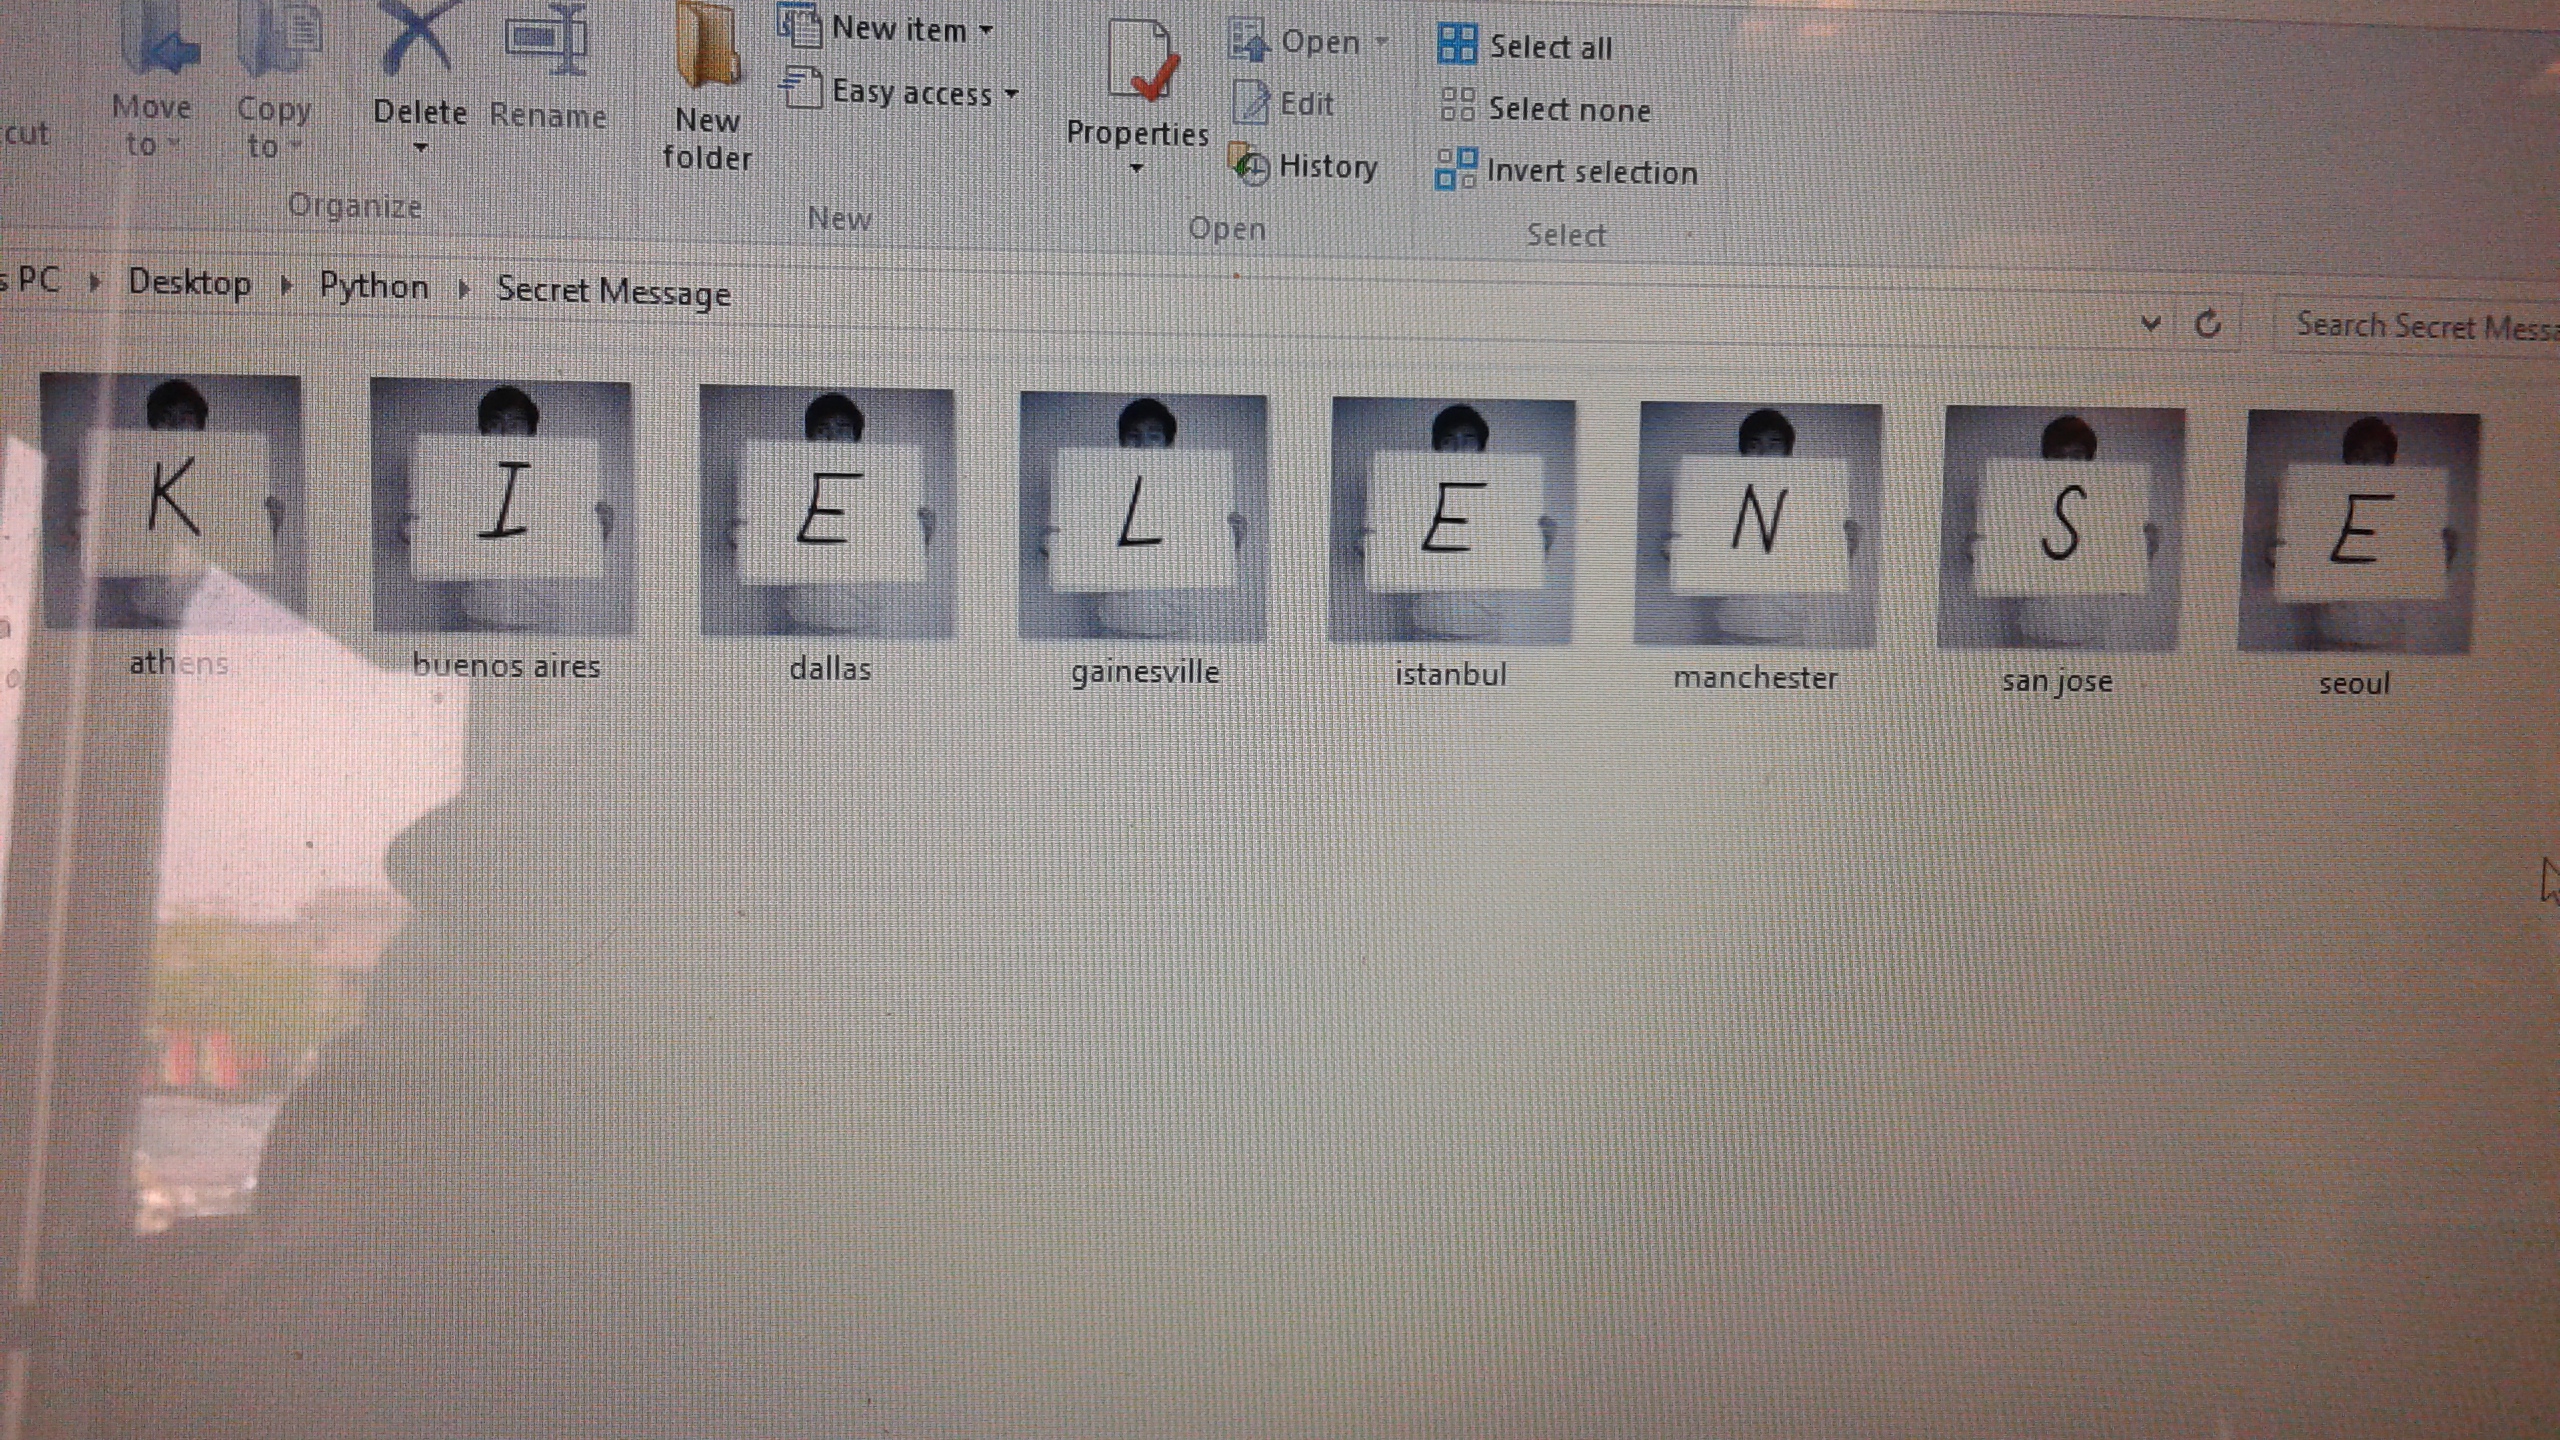 New item
Open
Select all
Move to
Copy to
Delete
Rename
New folder
Easy access
Properties
Edit
Select none
cut
History
Invert selection
Organize
New
Open
Select
s PC
Desktop
Python
Secret Message
Search Secret Messa
K
I
E
L
E
N
S
E
athens
buenos aires
dallas
gainesville
istanbul
manchester
san jose
seoul